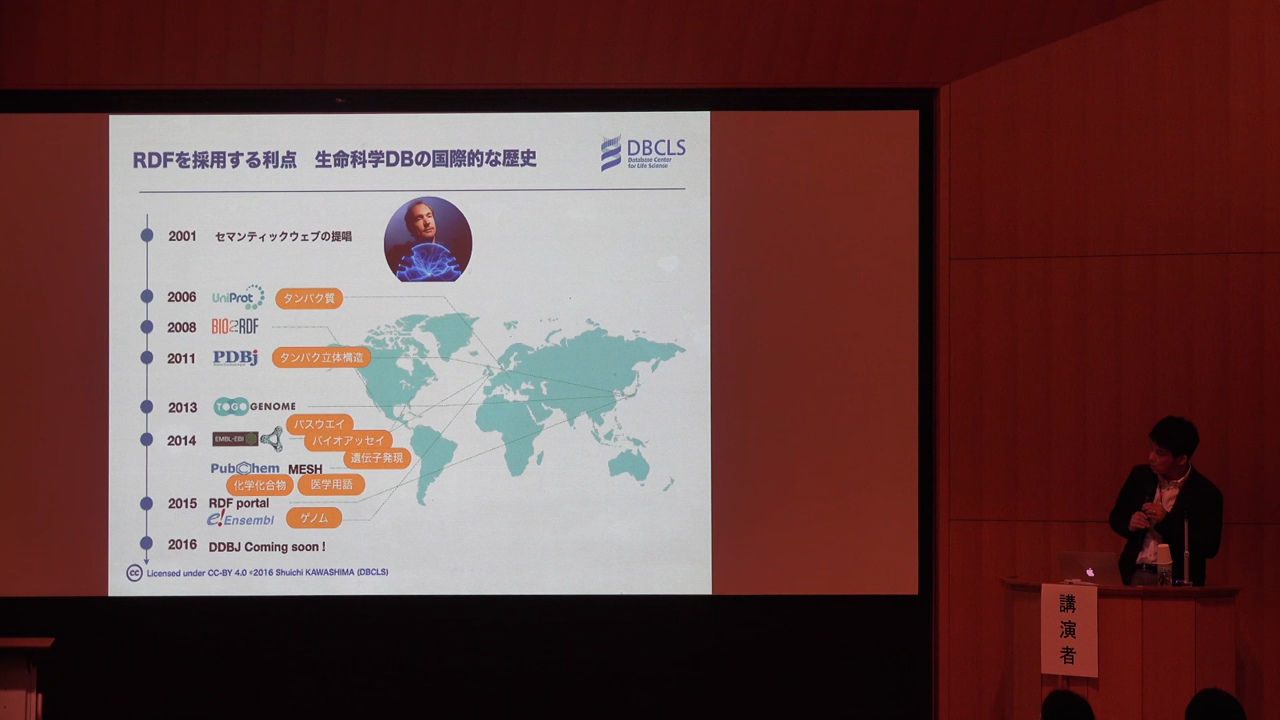 RDFを採用する利点　生命科学DBの国際的な歴史
DBCLS
Database Center
for Life Science
2001 セマンティックウェブの提唱
2006 UniProt タンパク質
2008 BIO2RDF
2011 PDBj タンパク立体構造
2013 TOGOGENOME
パスウエイ
2014 EMBL-EBI バイオアッセイ
遺伝子発現
PubChem MESH
化学化合物 医学用語
2015 RDF portal
e!Ensembl ゲノム
2016 DDBJ Coming soon !
cc Licensed under CC-BY 4.0 ©2016 Shuichi KAWASHIMA (DBCLS)
講演者